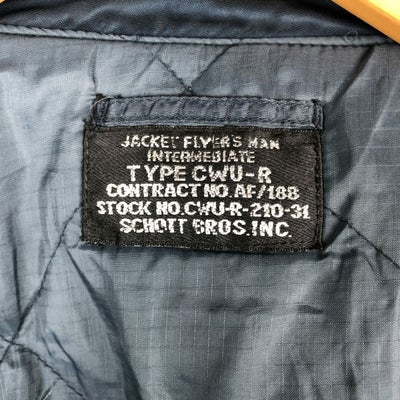 JACKET FLYER'S MAN
INTERMEDIATE
TYPE CWU-R
CONTRACT NO. AF/188
STOCK NO. CWU-R-210-31
SCHOTT BROS. INC.